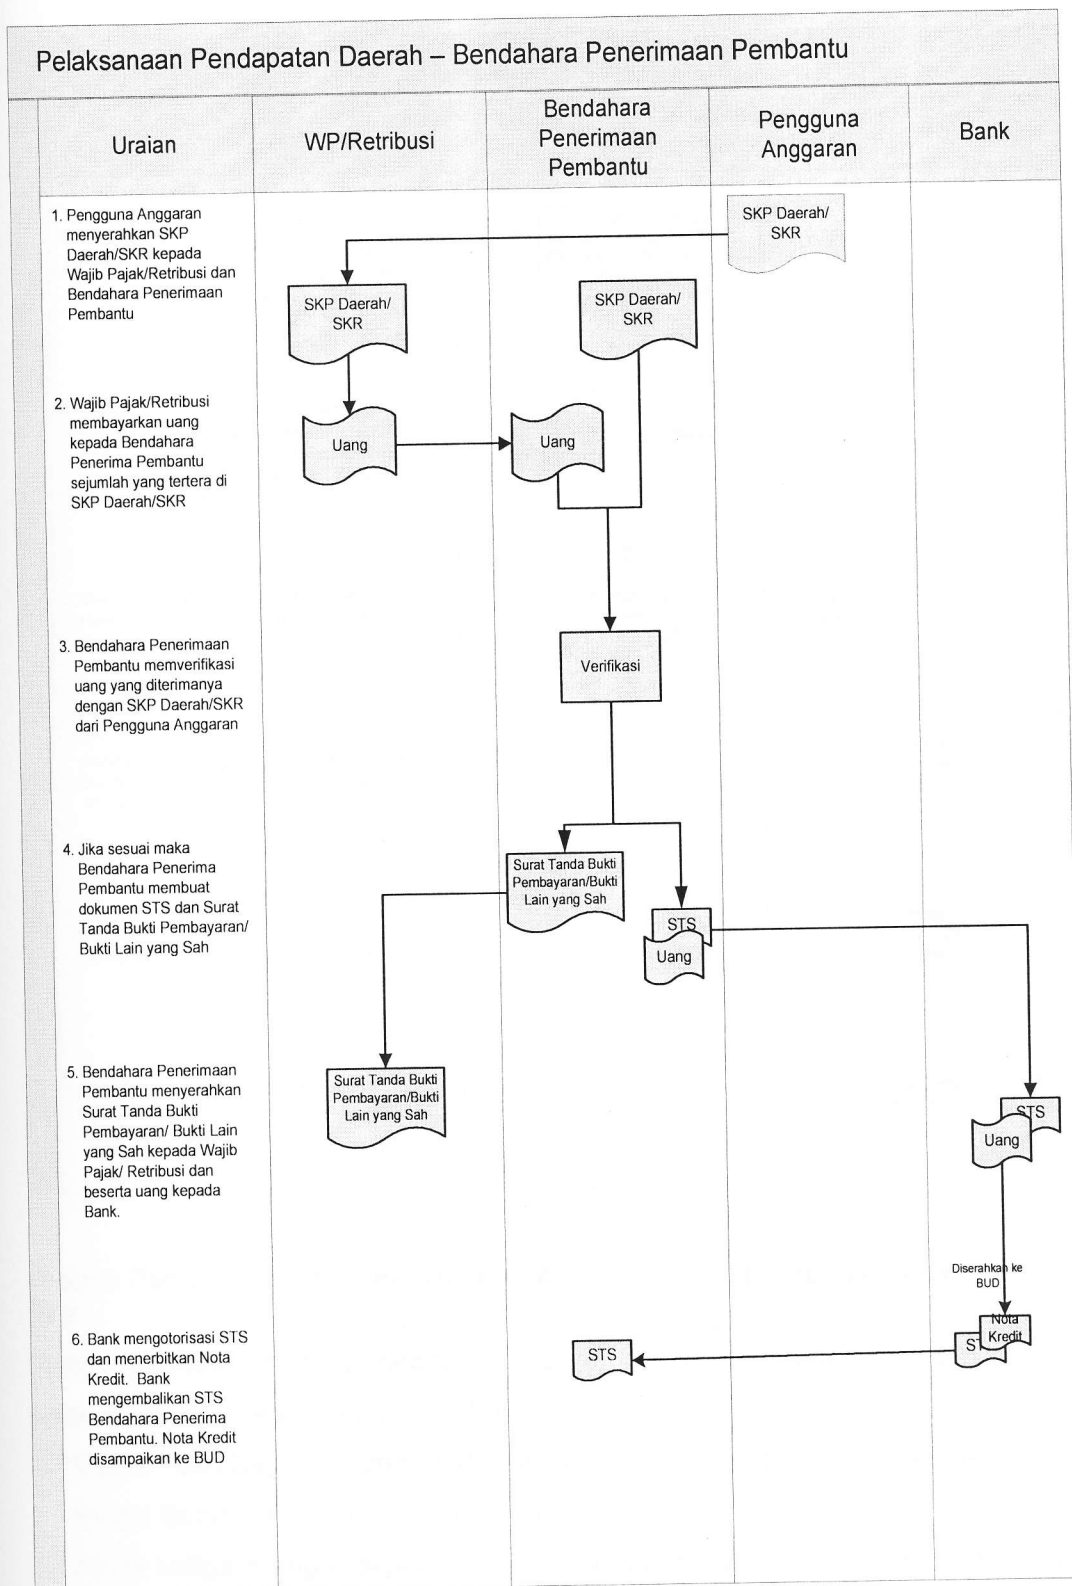 Pelaksanaan Pendapatan Daerah – Bendahara Penerimaan Pembantu
Uraian
WP/Retribusi
Bendahara
Penerimaan
Pembantu
Pengguna
Anggaran
Bank
1. Pengguna Anggaran
menyerahkan SKP
Daerah/SKR kepada
Wajib Pajak/Retribusi dan
Bendahara Penerimaan
Pembantu
SKP Daerah/
SKR
SKP Daerah/
SKR
SKP Daerah/
SKR
2. Wajib Pajak/Retribusi
membayarkan uang
kepada Bendahara
Penerima Pembantu
sejumlah yang tertera di
SKP Daerah/SKR
Uang
Uang
3. Bendahara Penerimaan
Pembantu memverifikasi
uang yang diterimanya
dengan SKP Daerah/SKR
dari Pengguna Anggaran
Verifikasi
4. Jika sesuai maka
Bendahara Penerima
Pembantu membuat
dokumen STS dan Surat
Tanda Bukti Pembayaran/
Bukti Lain yang Sah
Surat Tanda Bukti
Pembayaran/Bukti
Lain yang Sah
STS
Uang
5. Bendahara Penerimaan
Pembantu menyerahkan
Surat Tanda Bukti
Pembayaran/ Bukti Lain
yang Sah kepada Wajib
Pajak/ Retribusi dan
beserta uang kepada
Bank.
Surat Tanda Bukti
Pembayaran/Bukti
Lain yang Sah
STS
Uang
Diserahkan ke
BUD
6. Bank mengotorisasi STS
dan menerbitkan Nota
Kredit. Bank
mengembalikan STS
Bendahara Penerima
Pembantu. Nota Kredit
disampaikan ke BUD
STS
Nota
Kredit
STS